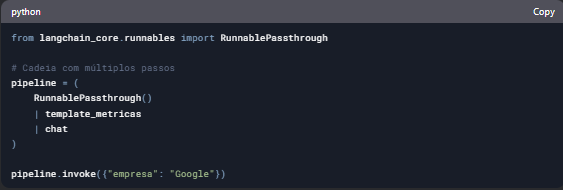 python
Copy
from langchain_core.runnables import RunnablePassthrough
# Cadeia com múltiplos passos
pipeline = (
    RunnablePassthrough()
    | template_metricas
    | chat
)
pipeline.invoke({"empresa": "Google"})